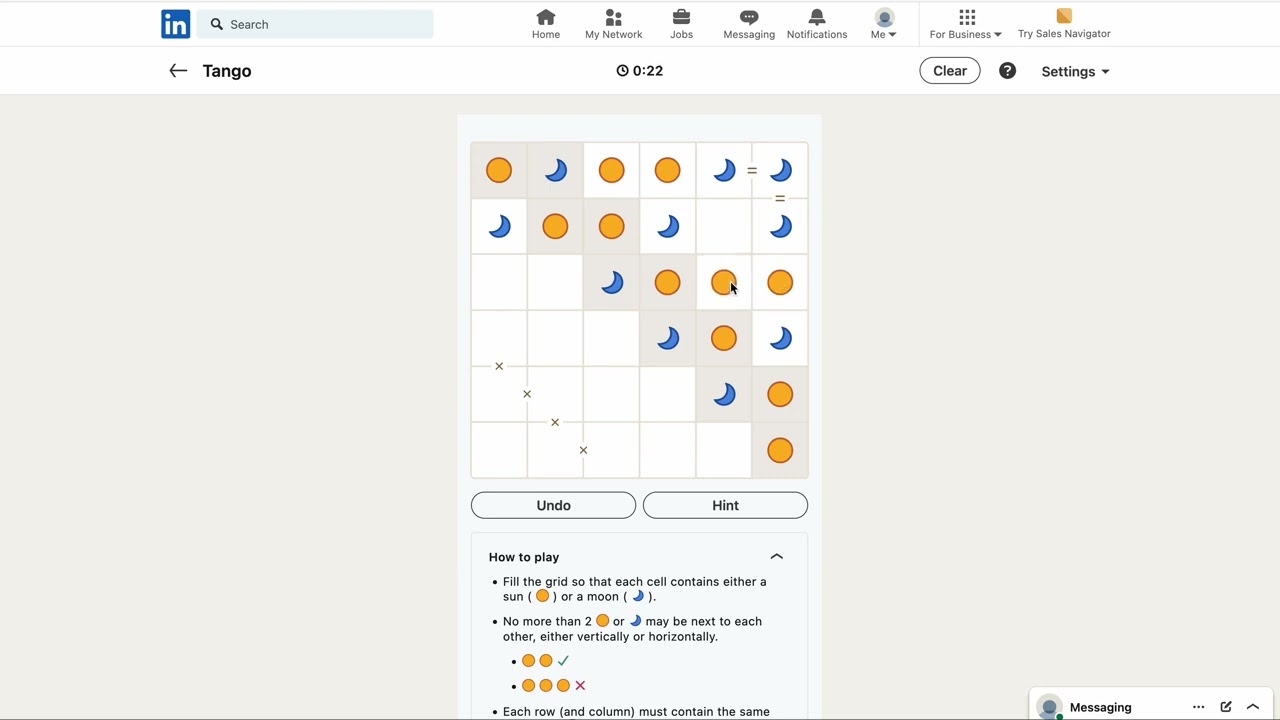 in
Search
Home
My Network
Jobs
Messaging
Notifications
Me
For Business
Try Sales Navigator
Tango
0:22
Clear
?
Settings
=
=
×
×
×
×
Undo
Hint
How to play
• Fill the grid so that each cell contains either a
sun ( ) or a moon ( ).
• No more than 2 or may be next to each
other, either vertically or horizontally.
• Each row (and column) must contain the same
Messaging